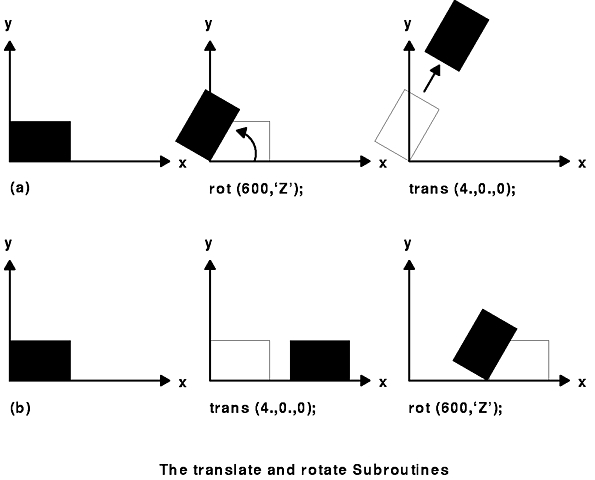 y y y
x x x
(a) rot (600,‘Z’); trans (4.,0.,0);
y y y
x x x
(b) trans (4.,0.,0); rot (600,‘Z’);
The translate and rotate Subroutines